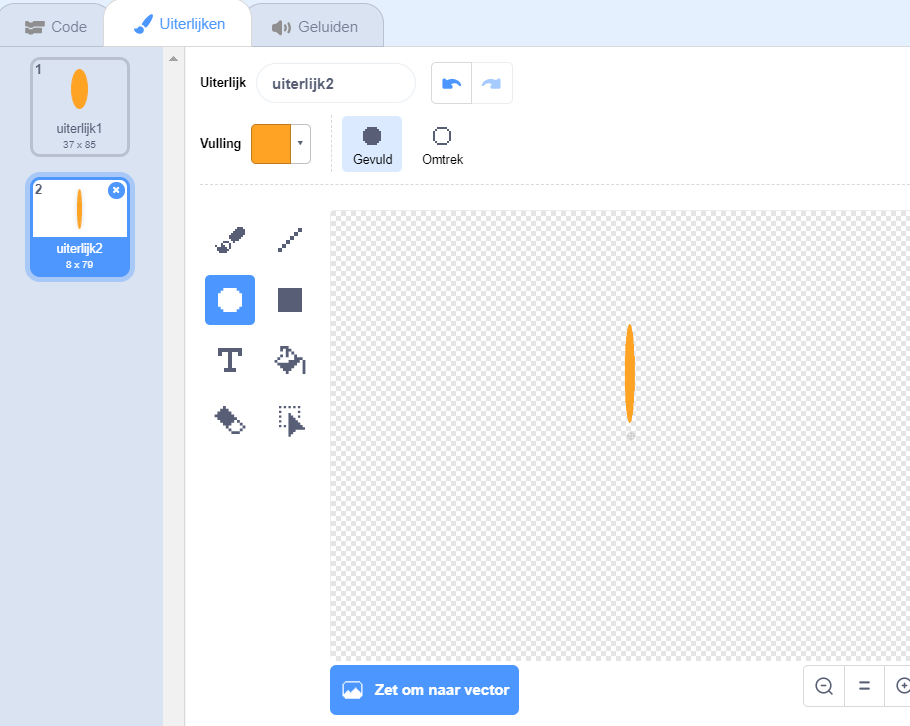 Code
Uiterlijken
Geluiden
1
uiterlijk1
37 x 85
2
uiterlijk2
8 x 79
Uiterlijk
uiterlijk2
Vulling
Gevuld
Omtrek
T
Zet om naar vector